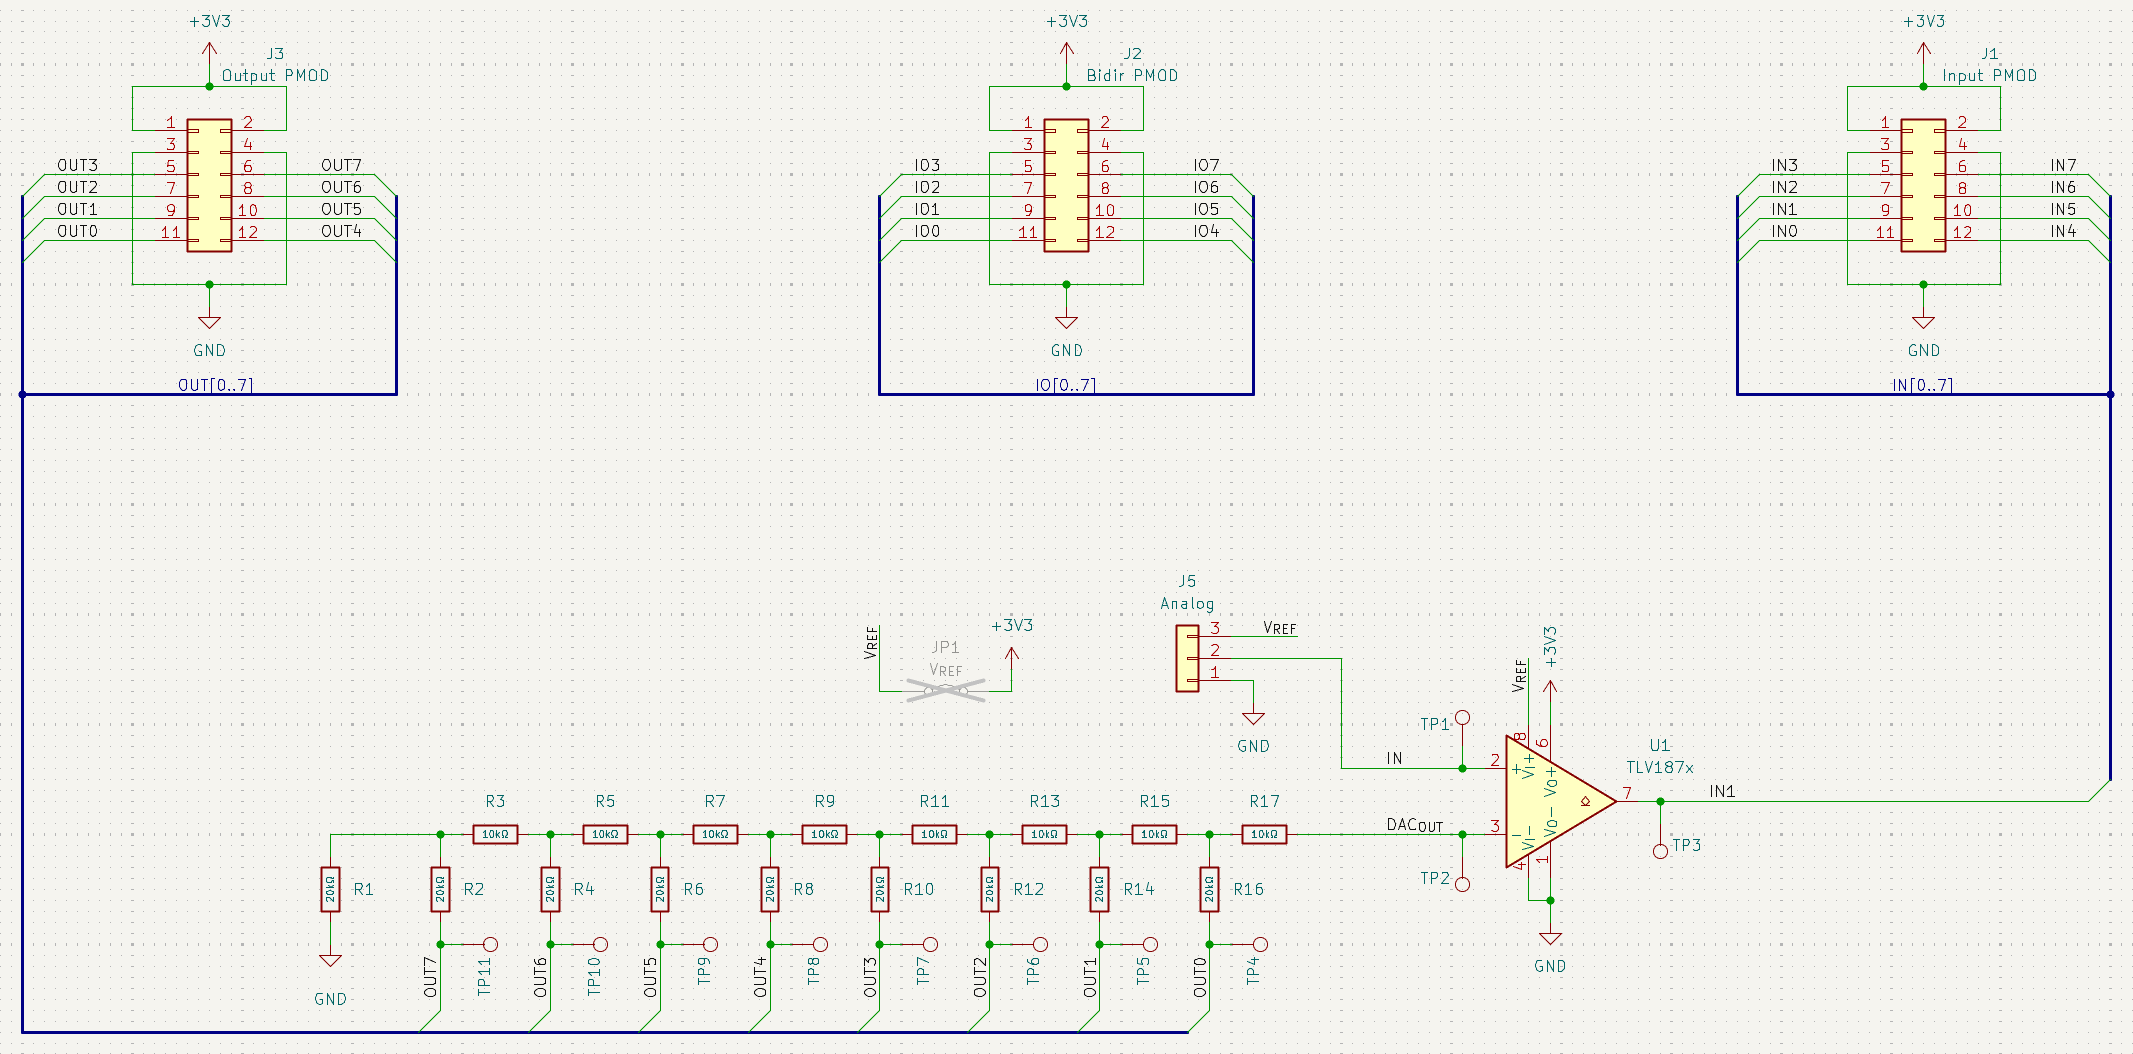 +3V3
J3
Output PMOD
1 2
3 4
OUT3 5 6 OUT7
OUT2 7 8 OUT6
OUT1 9 10 OUT5
OUT0 11 12 OUT4
GND
OUT[0..7]
+3V3
J2
Bidir PMOD
1 2
3 4
IO3 5 6 IO7
IO2 7 8 IO6
IO1 9 10 IO5
IO0 11 12 IO4
GND
IO[0..7]
+3V3
J1
Input PMOD
1 2
3 4
IN3 5 6 IN7
IN2 7 8 IN6
IN1 9 10 IN5
IN0 11 12 IN4
GND
IN[0..7]
VREF
JP1
VREF
+3V3
J5
Analog
3 VREF
2
1
GND
TP1
IN
DACOUT
TP2
VREF
+3V3
8 6
2 + VI+ VO+
3 - VI- VO-
4 1
7
U1
TLV187x
IN1
TP3
GND
R3 R5 R7 R9 R11 R13 R15 R17
10kΩ 10kΩ 10kΩ 10kΩ 10kΩ 10kΩ 10kΩ 10kΩ
20kΩ R1 20kΩ R2 20kΩ R4 20kΩ R6 20kΩ R8 20kΩ R10 20kΩ R12 20kΩ R14 20kΩ R16
OUT7 TP11 OUT6 TP10 OUT5 TP9 OUT4 TP8 OUT3 TP7 OUT2 TP6 OUT1 TP5 OUT0 TP4
GND